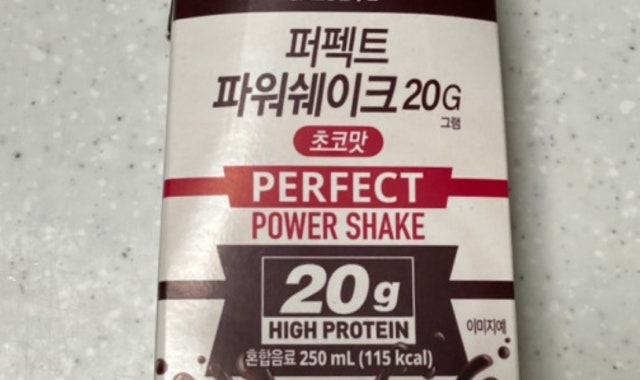 퍼펙트
파워쉐이크 20G
그램
초코맛
PERFECT
POWER SHAKE
20g
HIGH PROTEIN
이미지예
혼합음료 250 mL (115 kcal)